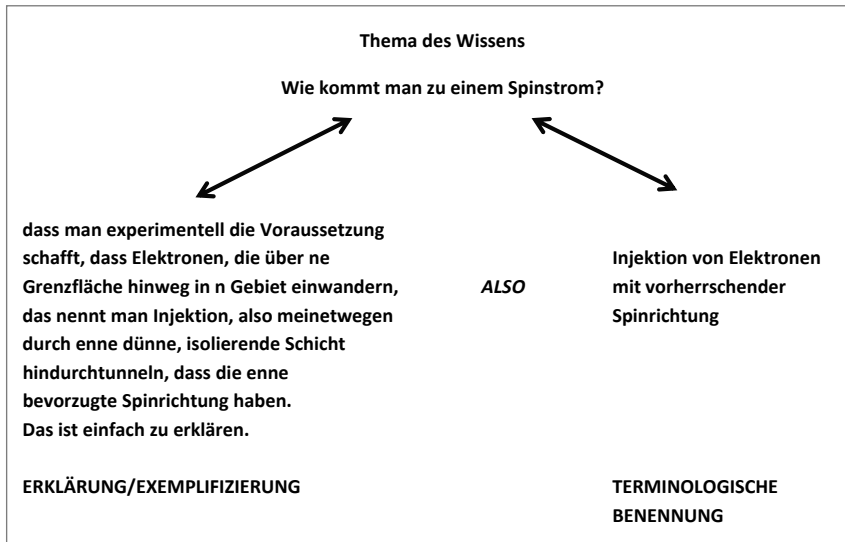 Thema des Wissens
Wie kommt man zu einem Spinstrom?
dass man experimentell die Voraussetzung
schafft, dass Elektronen, die über ne
Grenzfläche hinweg in n Gebiet einwandern,
das nennt man Injektion, also meinetwegen
durch enne dünne, isolierende Schicht
hindurchtunneln, dass die enne
bevorzugte Spinrichtung haben.
Das ist einfach zu erklären.
ALSO
Injektion von Elektronen
mit vorherrschender
Spinrichtung
ERKLÄRUNG/EXEMPLIFIZIERUNG
TERMINOLOGISCHE
BENENNUNG